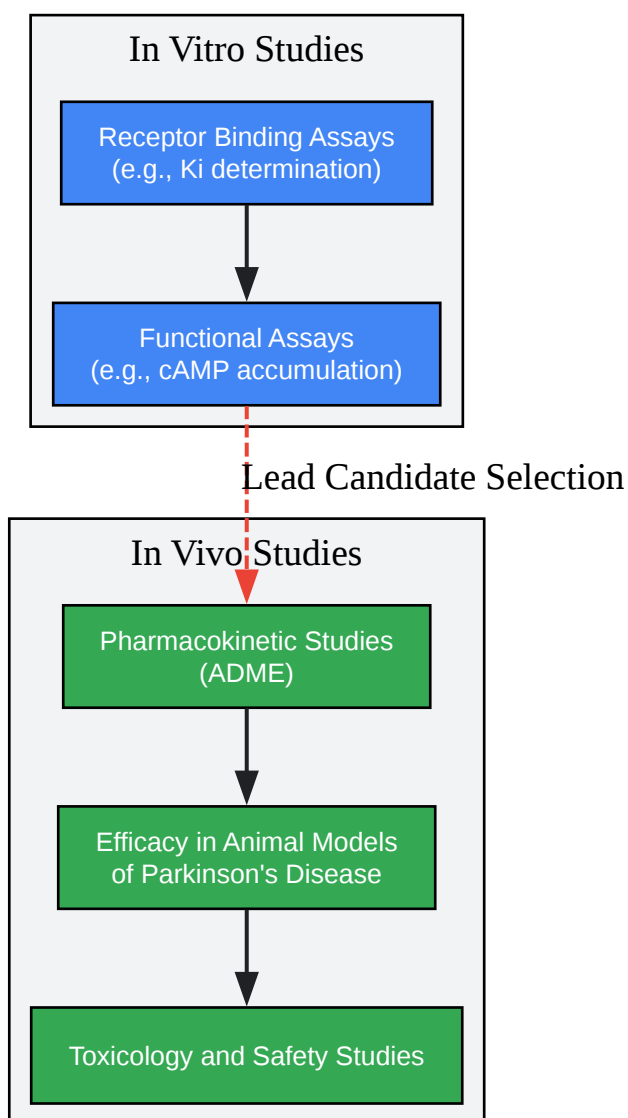 In Vitro Studies
Receptor Binding Assays
(e.g., Ki determination)
Functional Assays
(e.g., cAMP accumulation)
Lead Candidate Selection
In Vivo Studies
Pharmacokinetic Studies
(ADME)
Efficacy in Animal Models
of Parkinson's Disease
Toxicology and Safety Studies